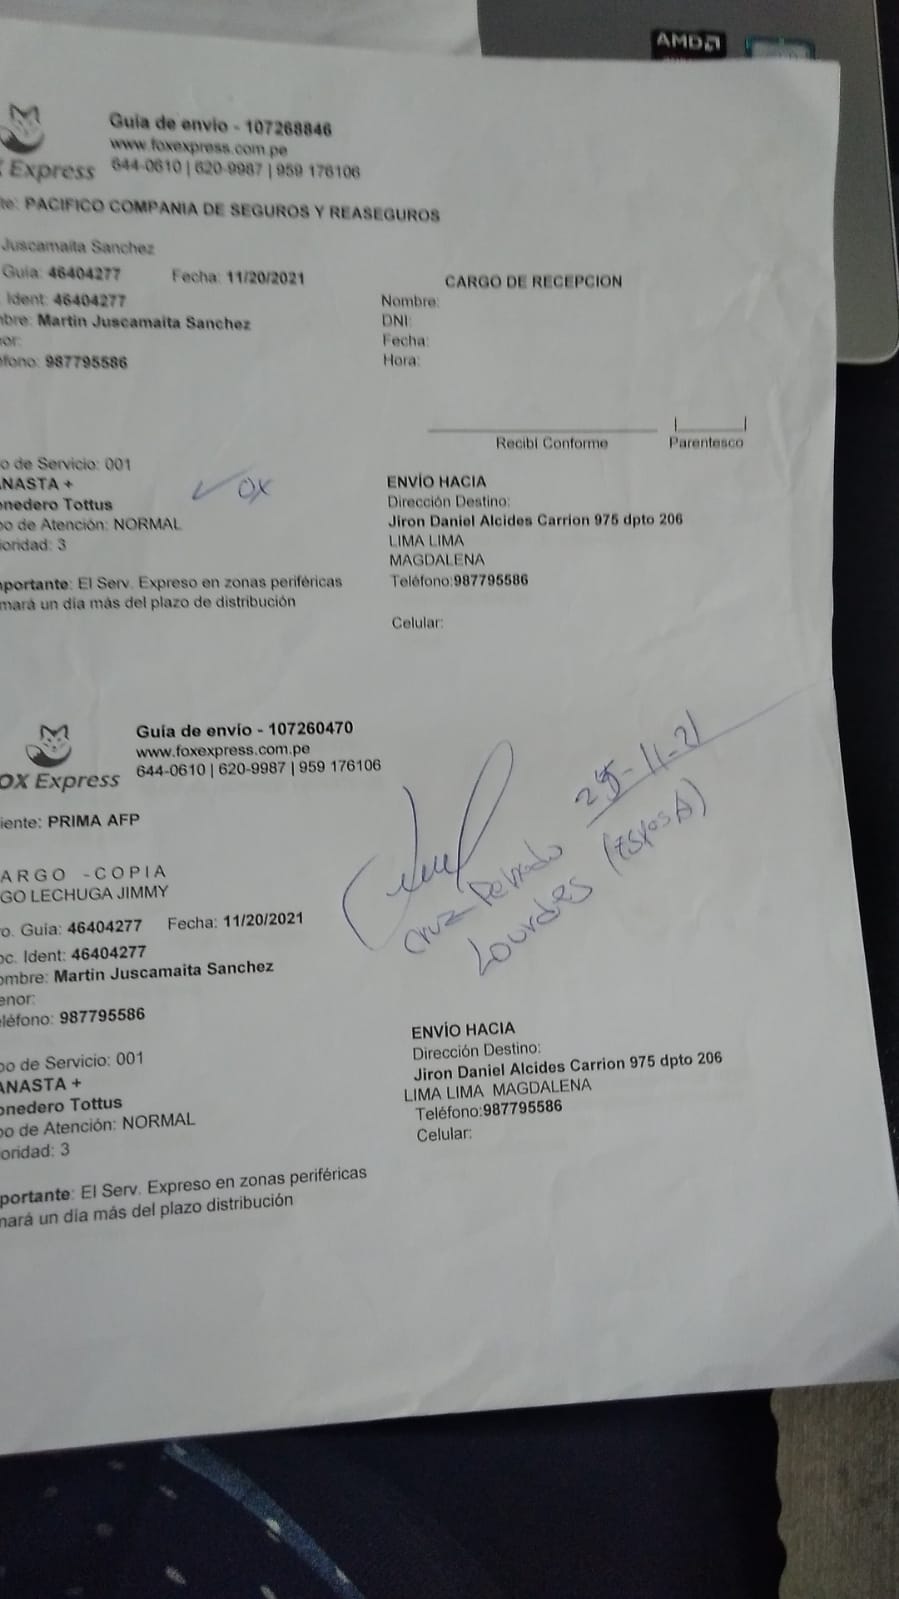 AMD
Guía de envío - 107268846
www.foxexpress.com.pe
Express 644-0610 | 620-9987 | 959 176106
te: PACIFICO COMPANIA DE SEGUROS Y REASEGUROS
Juscamaita Sanchez
Guía: 46404277 Fecha: 11/20/2021
CARGO DE RECEPCION
Ident: 46404277
Nombre:
bre: Martin Juscamaita Sanchez
DNI:
or:
Fecha:
fono: 987795586
Hora:
Recibí Conforme Parentesco
o de Servicio: 001
ANASTA +
onedero Tottus
po de Atención: NORMAL
ioridad: 3
portante: El Serv. Expreso en zonas periféricas
mará un día más del plazo de distribución
ENVÍO HACIA
Dirección Destino:
Jiron Daniel Alcides Carrion 975 dpto 206
LIMA LIMA
MAGDALENA
Teléfono:987795586
Celular:
Guía de envío - 107260470
www.foxexpress.com.pe
OX Express 644-0610 | 620-9987 | 959 176106
iente: PRIMA AFP
ARGO -COPIA
GO LECHUGA JIMMY
ro. Guía: 46404277 Fecha: 11/20/2021
oc. Ident: 46404277
ombre: Martin Juscamaita Sanchez
enor:
léfono: 987795586
-11-21
Cruz
Lourdes (Esposa)
po de Servicio: 001
ANASTA +
onedero Tottus
po de Atención: NORMAL
oridad: 3
portante: El Serv. Expreso en zonas periféricas
mará un día más del plazo distribución
ENVÍO HACIA
Dirección Destino:
Jiron Daniel Alcides Carrion 975 dpto 206
LIMA LIMA MAGDALENA
Teléfono:987795586
Celular: